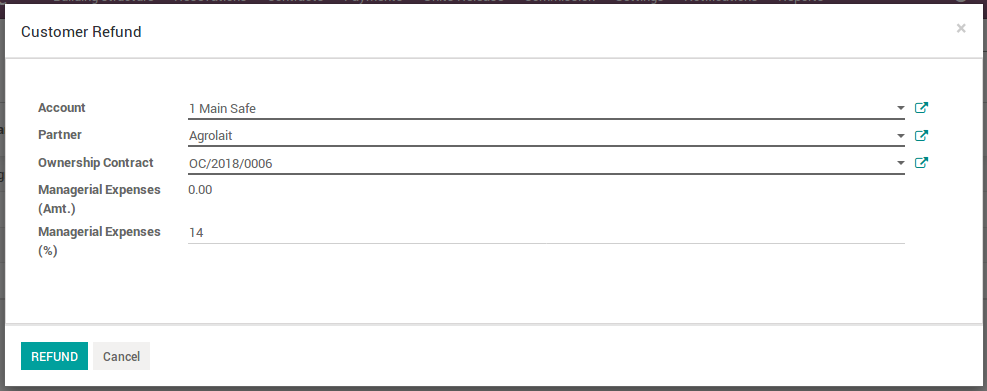 Customer Refund
×
Account
1 Main Safe
Partner
Agrolait
Ownership Contract
OC/2018/0006
Managerial Expenses
(Amt.)
0.00
Managerial Expenses
(%)
14
REFUND
Cancel